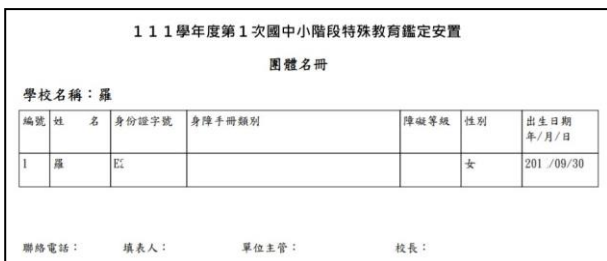 111學年度第1次國中小階段特殊教育鑑定安置
團體名冊
學校名稱：羅
編號 姓 名 身份證字號 身障手冊類別 障礙等級 性別 出生日期 年/月/日
1 羅 E 女 201 /09/30
聯絡電話： 填表人： 單位主管： 校長：